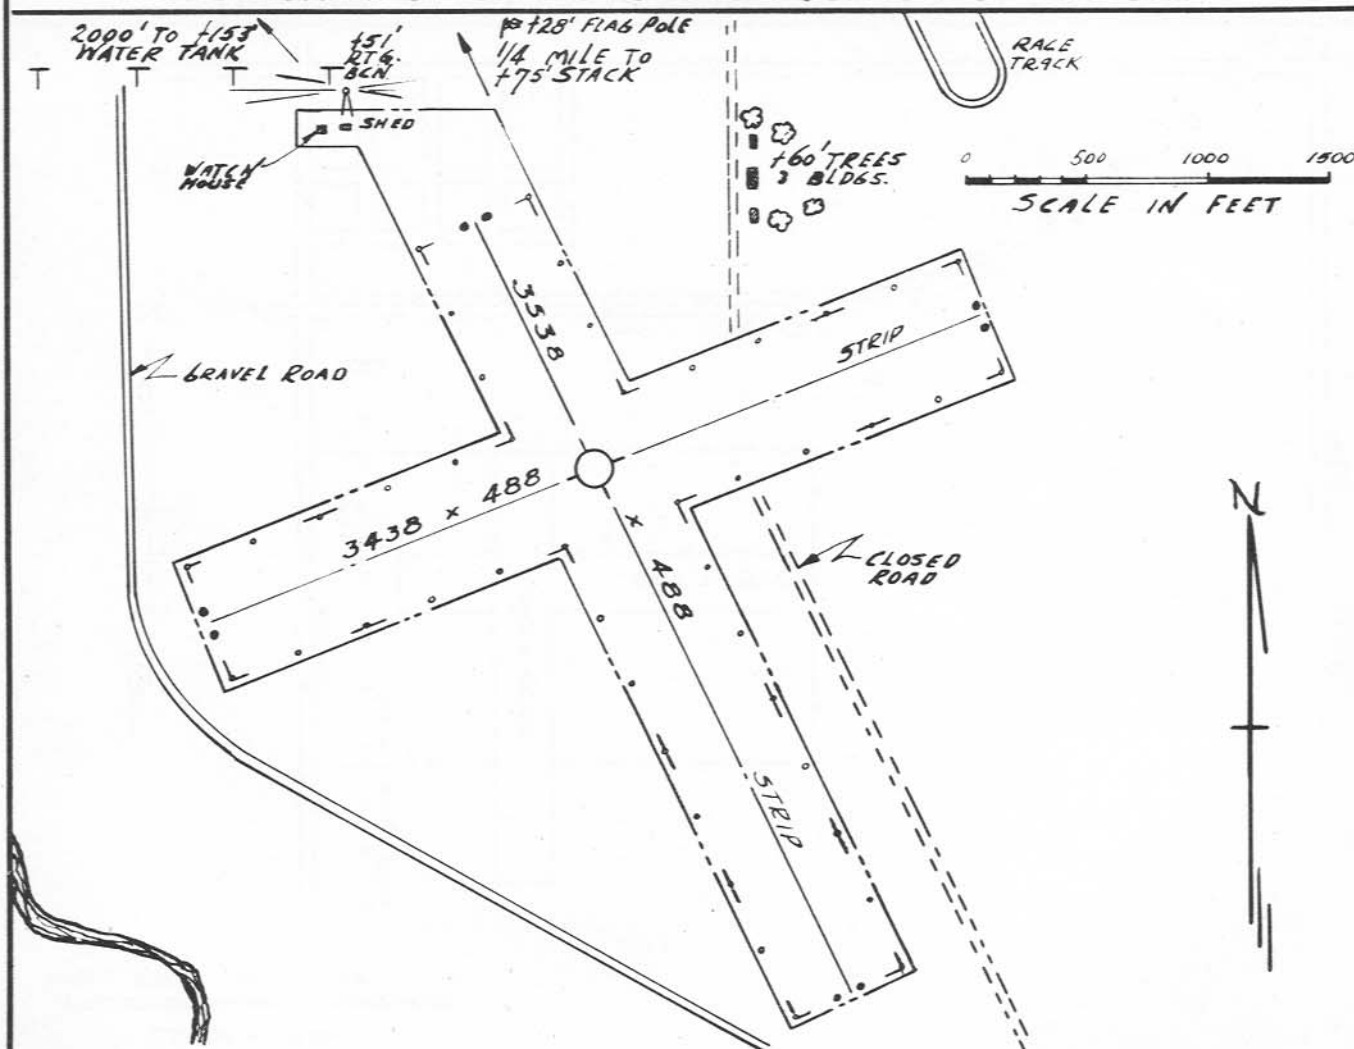 2000' TO +153'
WATER TANK
+51'
RTG.
BCN
+28' FLAG POLE
1/4 MILE TO
+75' STACK
RACE
TRACK
SHED
WATCH
HOUSE
+60' TREES
3 BLDGS.
0 500 1000 1500
SCALE IN FEET
3538
STRIP
GRAVEL ROAD
3438 x 488
x 488
N
CLOSED
ROAD
STRIP